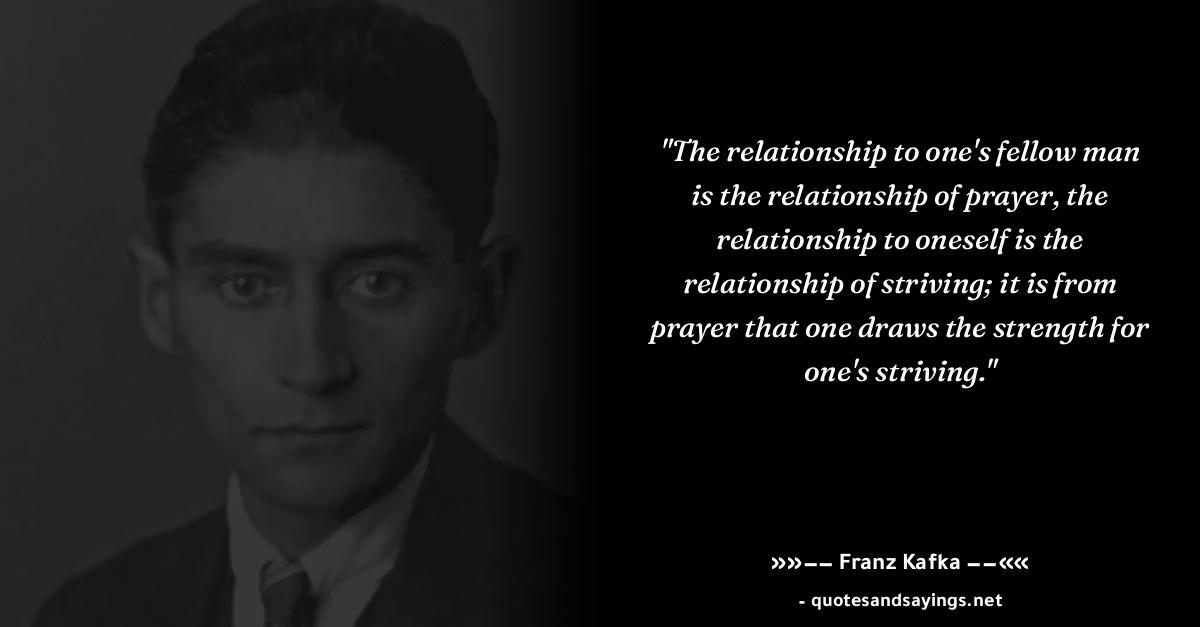 "The relationship to one's fellow man
is the relationship of prayer, the
relationship to oneself is the
relationship of striving; it is from
prayer that one draws the strength for
one's striving."
»»−− Franz Kafka −−««
- quotesandsayings.net